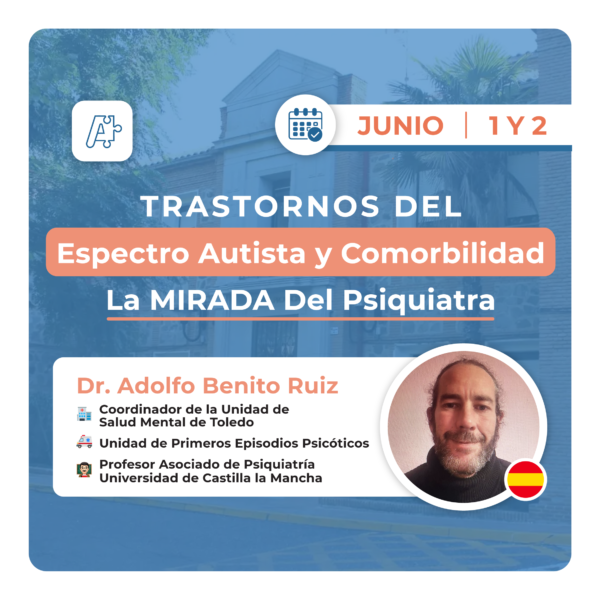 JUNIO | 1 Y 2
TRASTORNOS DEL
Espectro Autista y Comorbilidad
La MIRADA Del Psiquiatra
Dr. Adolfo Benito Ruiz
Coordinador de la Unidad de
Salud Mental de Toledo
Unidad de Primeros Episodios Psicóticos
Profesor Asociado de Psiquiatría
Universidad de Castilla la Mancha